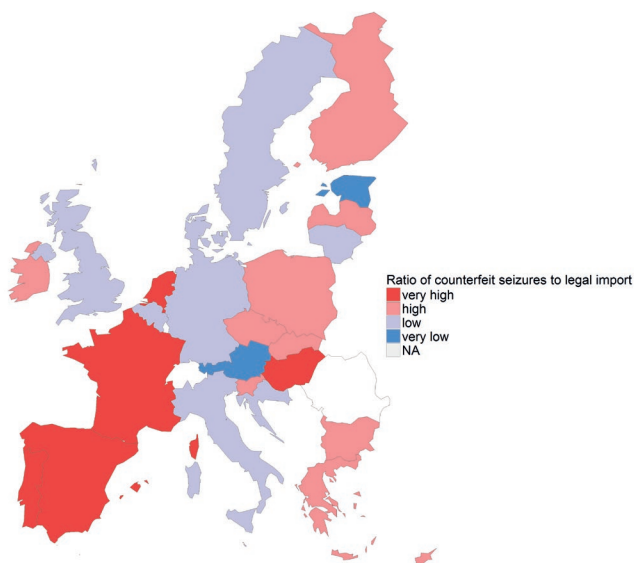 Ratio of counterfeit seizures to legal import
very high
high
low
very low
NA